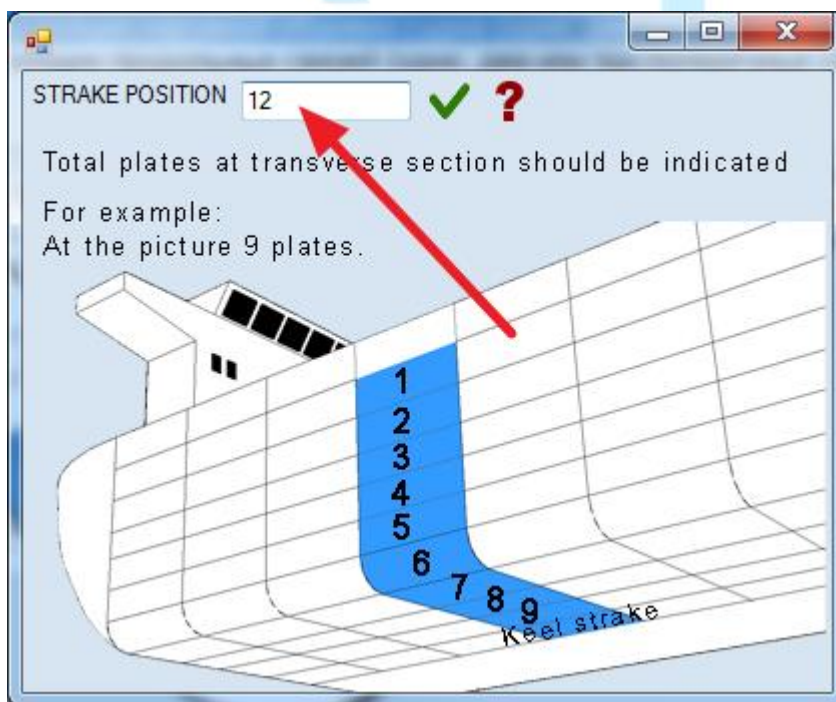 STRAKE POSITION 12 ?
Total plates at transverse section should be indicated
For example:
At the picture 9 plates.
1
2
3
4
5
6
7
8
9
Keel strake